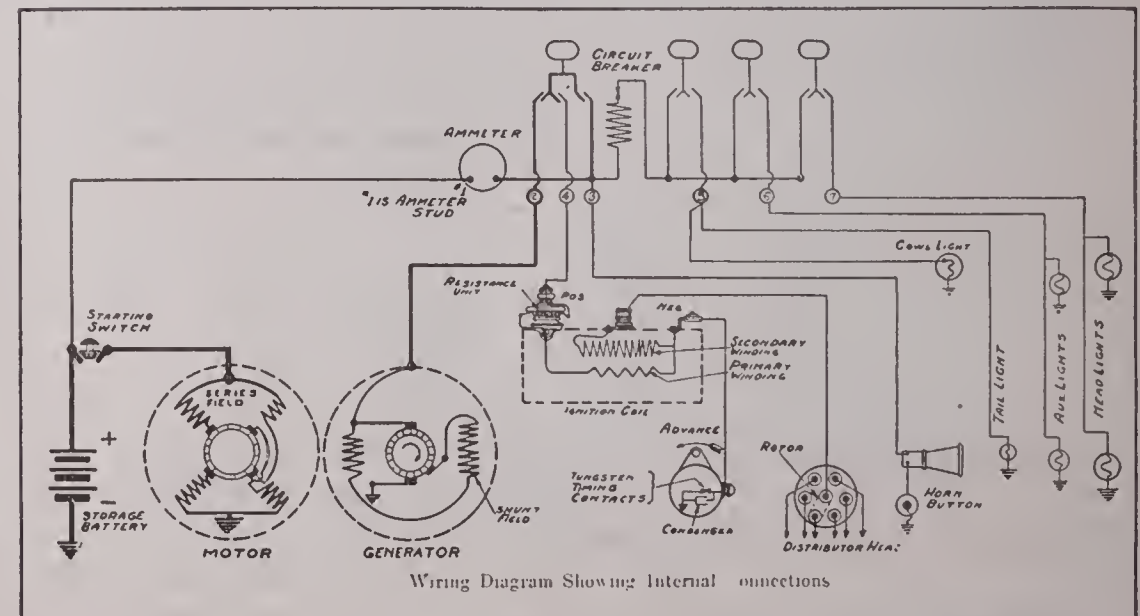 CIRCUIT
BREAKER
AMMETER
#1
#1 IS AMMETER
STUD
2
4
3
5
6
7
COWL LIGHT
RESISTANCE
UNIT
POS
NEG
STARTING
SWITCH
SECONDARY
WINDING
PRIMARY
WINDING
SERIES
FIELD
IGNITION COIL
TAIL LIGHT
AUX LIGHTS
HEAD LIGHTS
ADVANCE
+
ROTOR
TUNGSTEN
TIMING
CONTACTS
-
HORN
BUTTON
STORAGE
BATTERY
SHUNT
FIELD
CONDENSER
MOTOR
GENERATOR
DISTRIBUTOR HEA
Wiring Diagram Showing Internal onnections